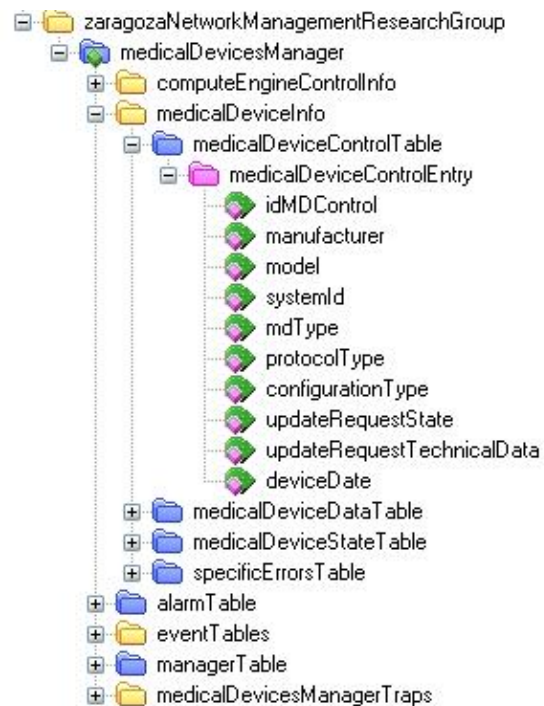 zaragozaNetworkManagementResearchGroup
medicalDevicesManager
computeEngineControlInfo
medicalDeviceInfo
medicalDeviceControlTable
medicalDeviceControlEntry
idMDControl
manufacturer
model
systemId
mdType
protocolType
configurationType
updateRequestState
updateRequestTechnicalData
deviceDate
medicalDeviceDataTable
medicalDeviceStateTable
specificErrorsTable
alarmTable
eventTables
managerTable
medicalDevicesManagerTraps